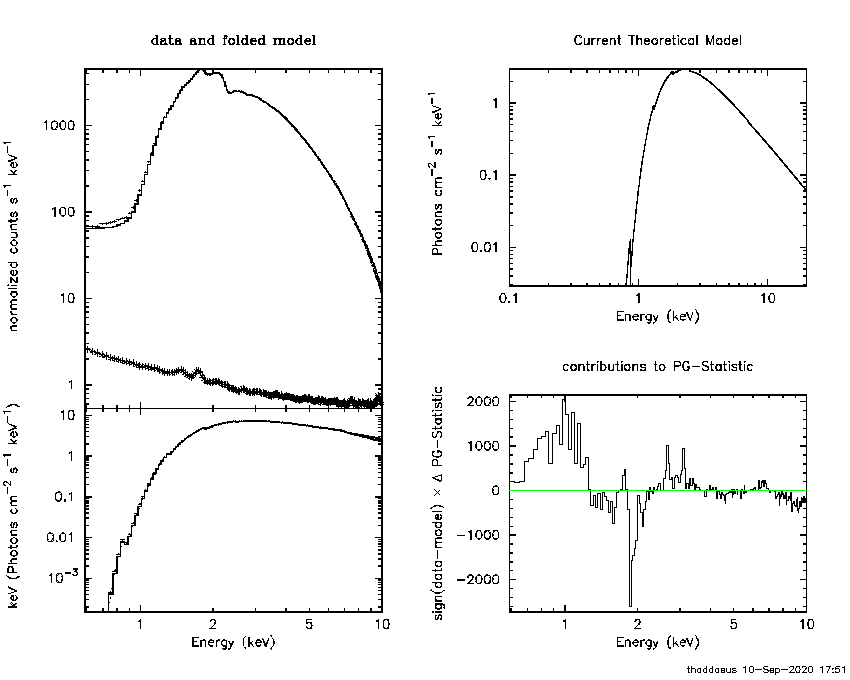 data and folded model
normalized counts s⁻¹ keV⁻¹
1000
100
10
1
keV (Photons cm⁻² s⁻¹ keV⁻¹)
10
1
0.1
0.01
10⁻³
1
2
5
10
Energy (keV)
Current Theoretical Model
Photons cm⁻² s⁻¹ keV⁻¹
1
0.1
0.01
0.1
1
10
Energy (keV)
contributions to PG-Statistic
sign(data-model) × Δ PG-Statistic
2000
1000
0
-1000
-2000
1
2
5
10
Energy (keV)
thaddaeus 10-Sep-2020 17:51